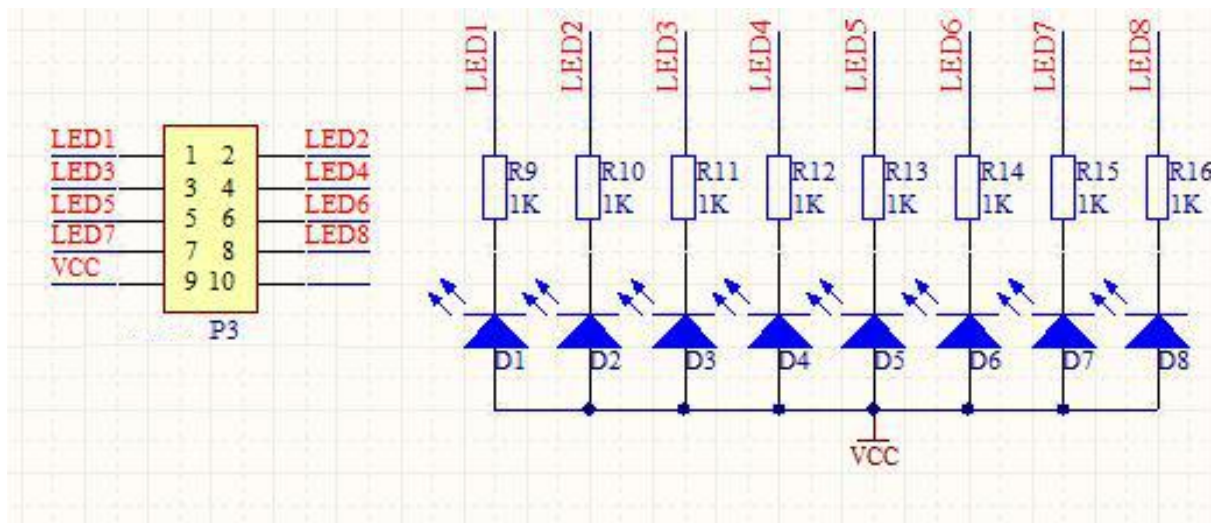 LED1 LED2 LED3 LED4 LED5 LED6 LED7 LED8
LED1 1 2 LED2
LED3 3 4 LED4
LED5 5 6 LED6
LED7 7 8 LED8
VCC 9 10
P3
R9 R10 R11 R12 R13 R14 R15 R16
1K 1K 1K 1K 1K 1K 1K 1K
D1 D2 D3 D4 D5 D6 D7 D8
VCC